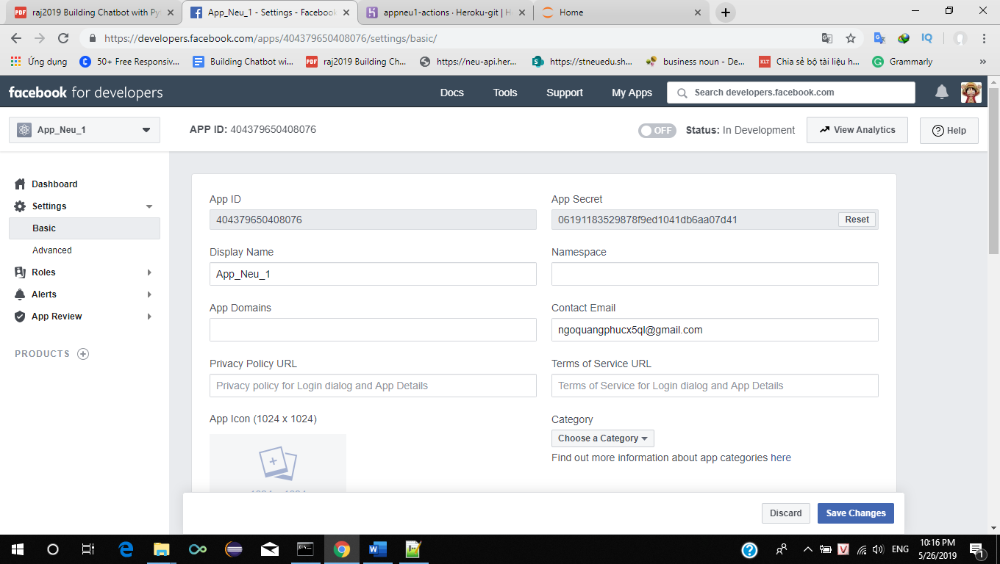 raj2019 Building Chatbot with Py
App_Neu_1 - Settings - Facebook
appneu1-actions · Heroku-git | H
Home
https://developers.facebook.com/apps/404379650408076/settings/basic/
Ứng dụng
50+ Free Responsiv...
Building Chatbot wi...
raj2019 Building Ch...
https://neu-api.her...
https://stneuedu.sh...
business noun - De...
Chia sẻ bộ tài liệu h...
Grammarly
facebook for developers
Docs
Tools
Support
My Apps
Search developers.facebook.com
App_Neu_1
APP ID: 404379650408076
OFF
Status: In Development
View Analytics
Help
Dashboard
Settings
Basic
Advanced
Roles
Alerts
App Review
PRODUCTS
App ID
App Secret
404379650408076
06191183529878f9ed1041db6aa07d41
Reset
Display Name
Namespace
App_Neu_1
App Domains
Contact Email
ngoquangphucx5ql@gmail.com
Privacy Policy URL
Terms of Service URL
Privacy policy for Login dialog and App Details
Terms of Service for Login dialog and App Details
App Icon (1024 x 1024)
Category
Choose a Category
Find out more information about app categories here
Discard
Save Changes
ENG
10:16 PM
5/26/2019
1